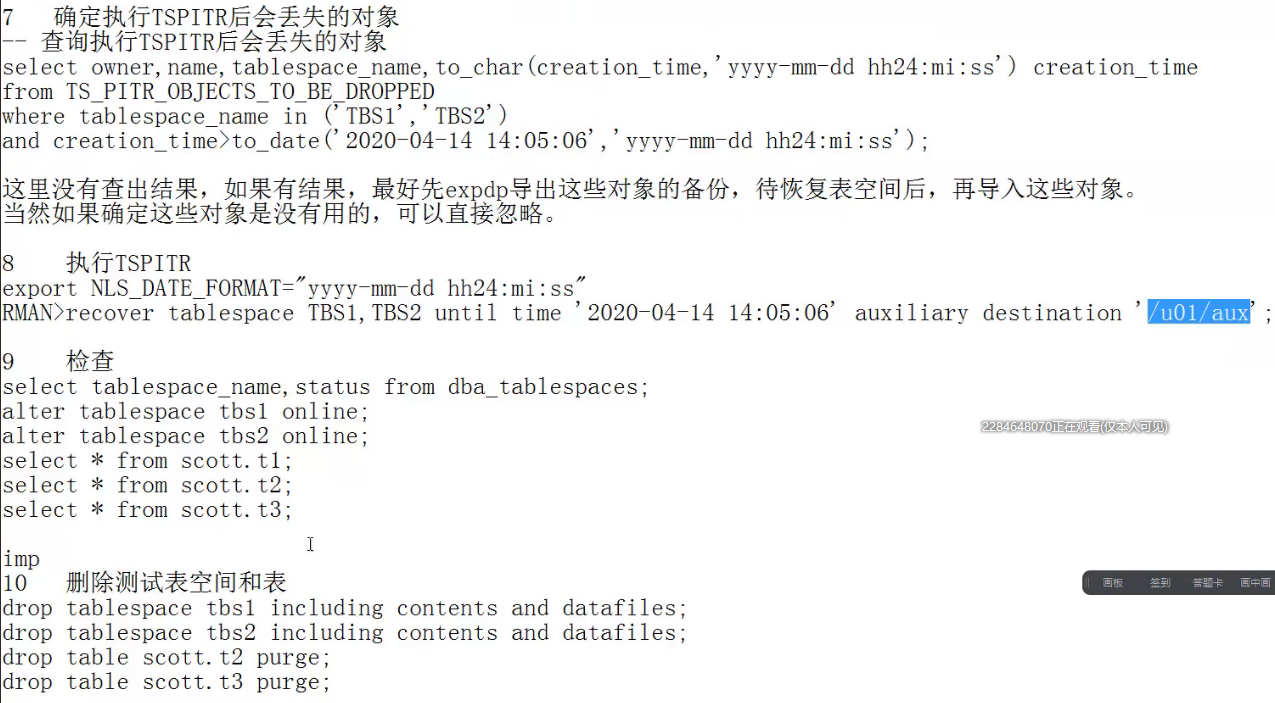 7   确定执行TSPITR后会丢失的对象
-- 查询执行TSPITR后会丢失的对象
select owner,name,tablespace_name,to_char(creation_time,'yyyy-mm-dd hh24:mi:ss') creation_time
from TS_PITR_OBJECTS_TO_BE_DROPPED
where tablespace_name in ('TBS1','TBS2')
and creation_time>to_date('2020-04-14 14:05:06','yyyy-mm-dd hh24:mi:ss');
这里没有查出结果，如果有结果，最好先expdp导出这些对象的备份，待恢复表空间后，再导入这些对象。
当然如果确定这些对象是没有用的，可以直接忽略。
8    执行TSPITR
export NLS_DATE_FORMAT="yyyy-mm-dd hh24:mi:ss"
RMAN>recover tablespace TBS1,TBS2 until time '2020-04-14 14:05:06' auxiliary destination '/u01/aux';
9    检查
select tablespace_name,status from dba_tablespaces;
alter tablespace tbs1 online;
alter tablespace tbs2 online;
2284648070正在观看(仅本人可见)
select * from scott.t1;
select * from scott.t2;
select * from scott.t3;
imp
10   删除测试表空间和表
画板 签到 答题卡 画中画
drop tablespace tbs1 including contents and datafiles;
drop tablespace tbs2 including contents and datafiles;
drop table scott.t2 purge;
drop table scott.t3 purge;